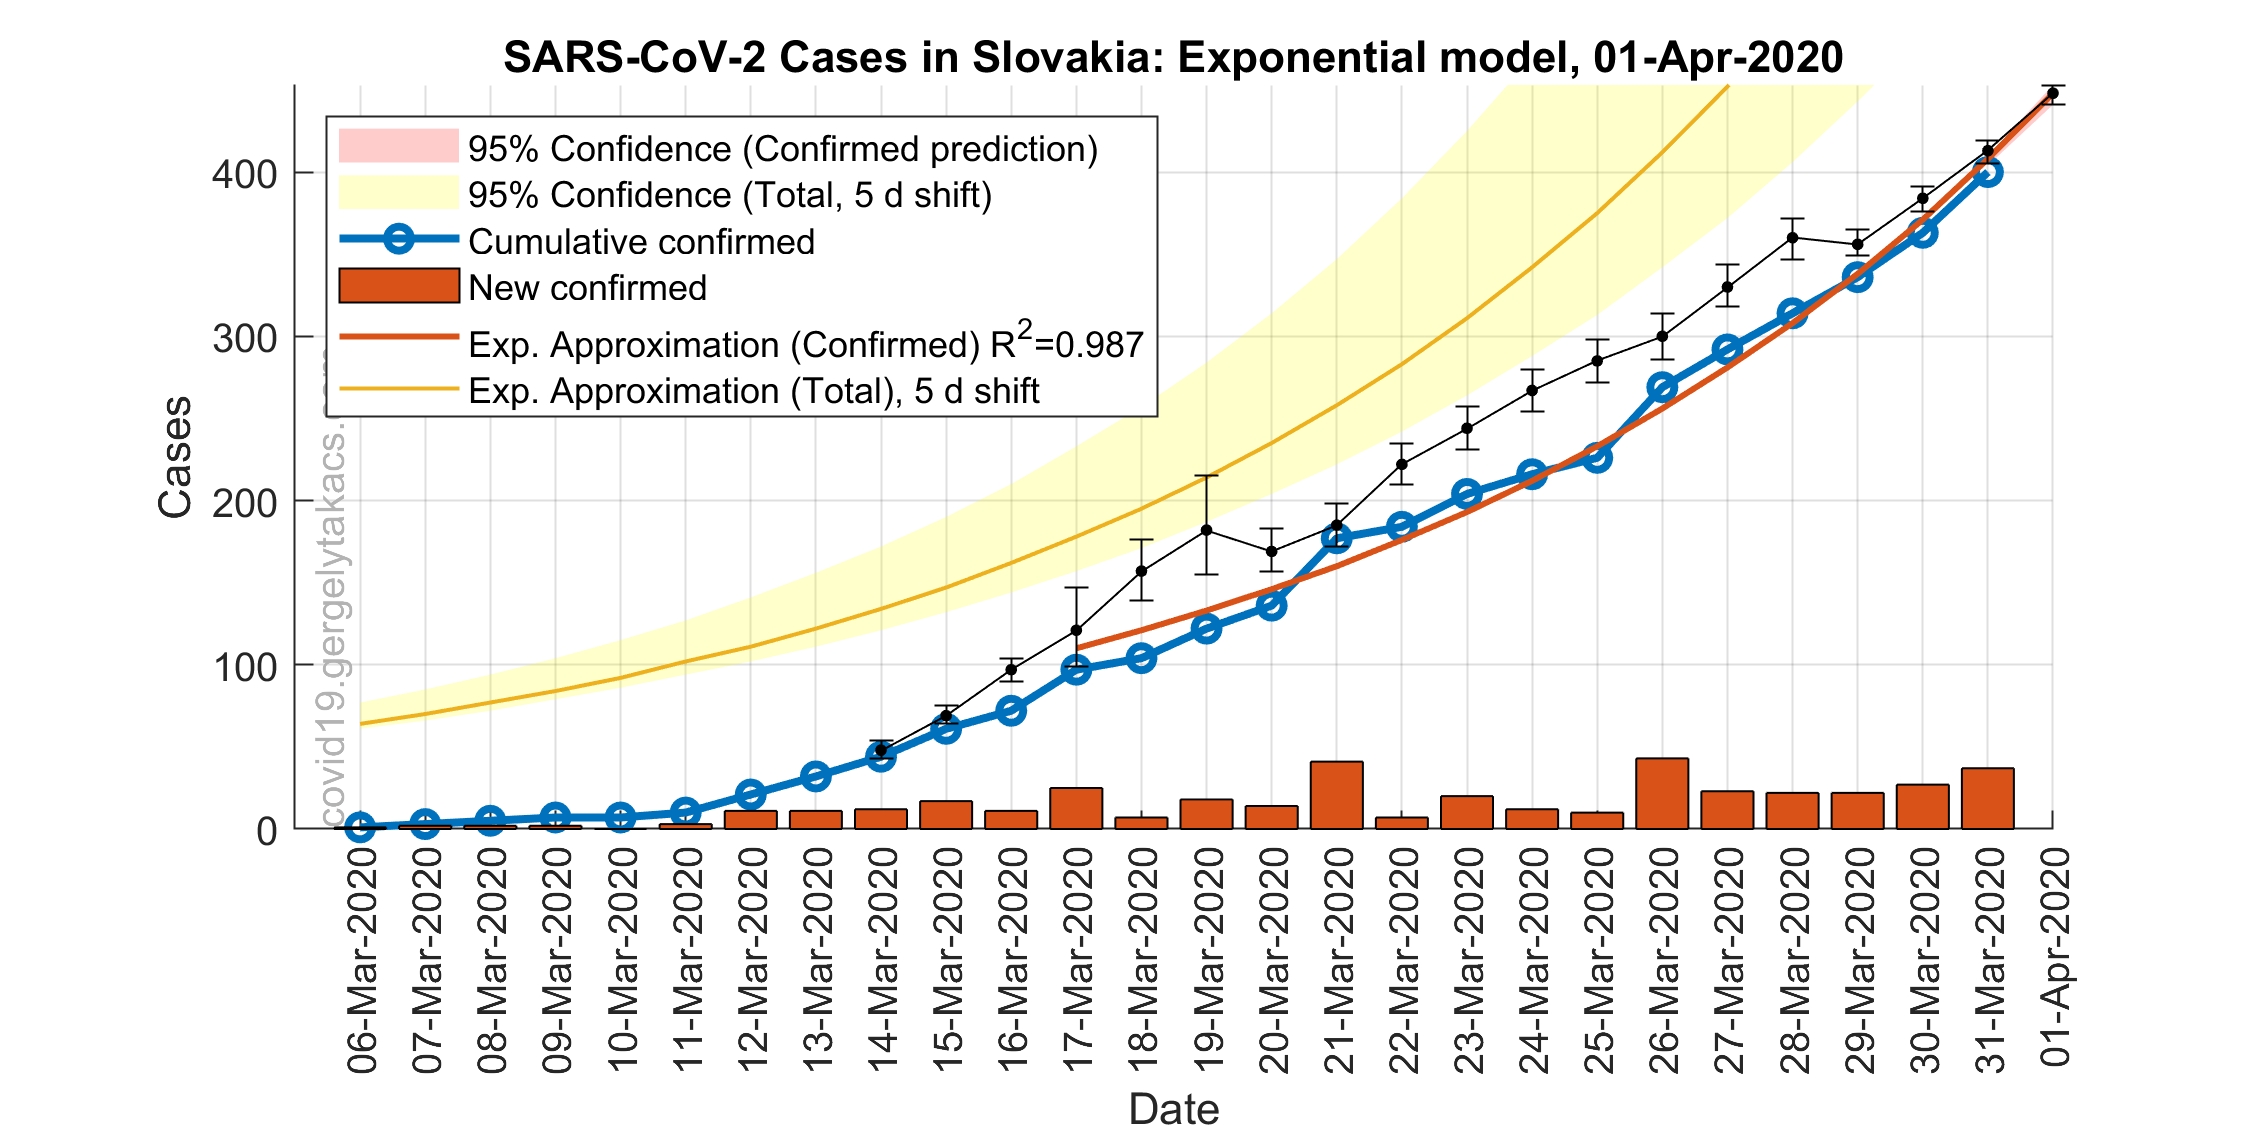 SARS-CoV-2 Cases in Slovakia: Exponential model, 01-Apr-2020
95% Confidence (Confirmed prediction)
95% Confidence (Total, 5 d shift)
Cumulative confirmed
New confirmed
Exp. Approximation (Confirmed) R²=0.987
Exp. Approximation (Total), 5 d shift
Cases
400
300
200
100
0
covid19.gergelytakacs.
06-Mar-2020
07-Mar-2020
08-Mar-2020
09-Mar-2020
10-Mar-2020
11-Mar-2020
12-Mar-2020
13-Mar-2020
14-Mar-2020
15-Mar-2020
16-Mar-2020
17-Mar-2020
18-Mar-2020
19-Mar-2020
20-Mar-2020
21-Mar-2020
22-Mar-2020
23-Mar-2020
24-Mar-2020
25-Mar-2020
26-Mar-2020
27-Mar-2020
28-Mar-2020
29-Mar-2020
30-Mar-2020
31-Mar-2020
01-Apr-2020
Date